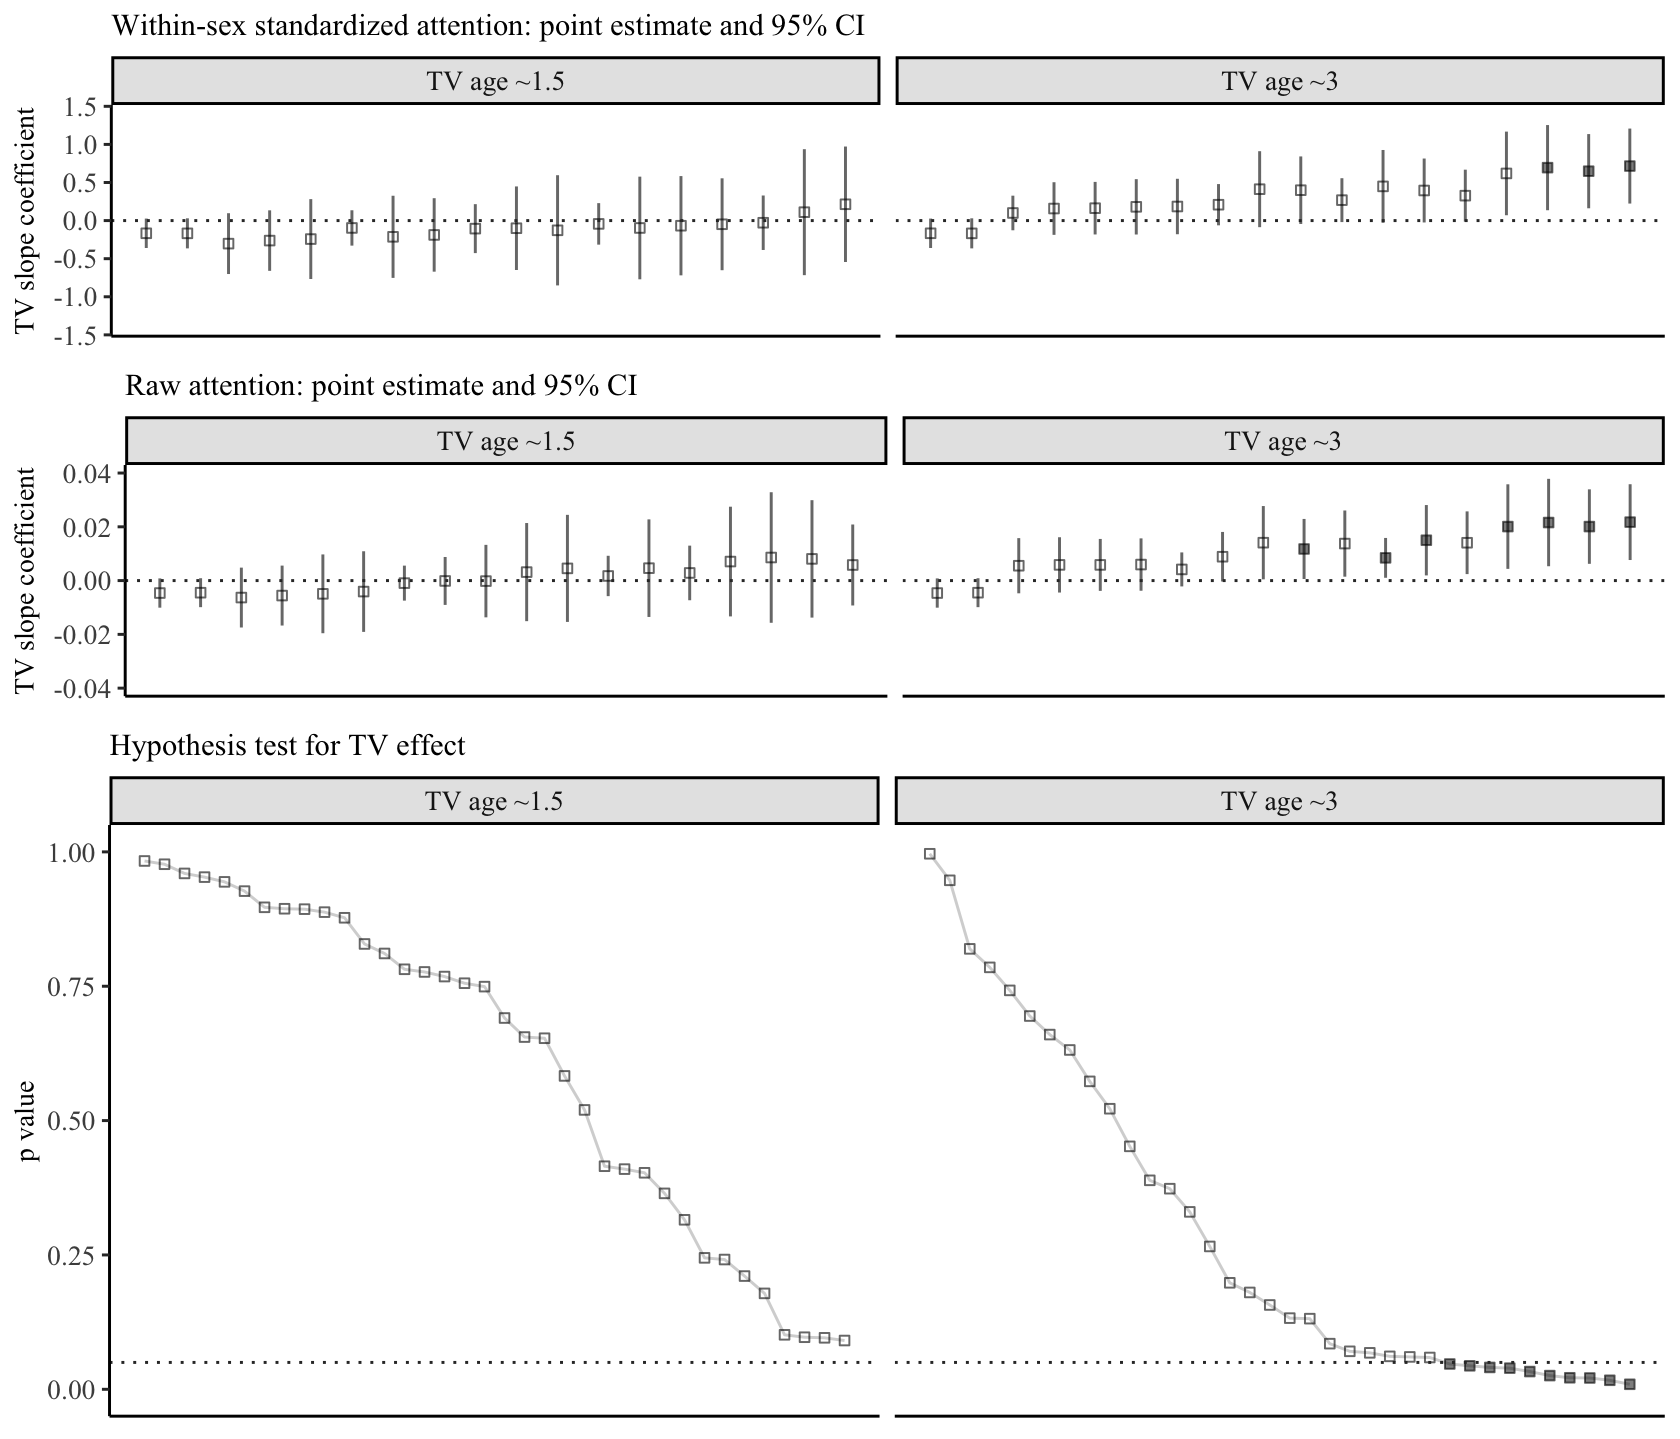 Within-sex standardized attention: point estimate and 95% CI
TV age ~1.5
TV age ~3
TV slope coefficient
1.5
1.0
0.5
0.0
-0.5
-1.0
-1.5
Raw attention: point estimate and 95% CI
TV age ~1.5
TV age ~3
TV slope coefficient
0.04
0.02
0.00
-0.02
-0.04
Hypothesis test for TV effect
TV age ~1.5
TV age ~3
p value
1.00
0.75
0.50
0.25
0.00